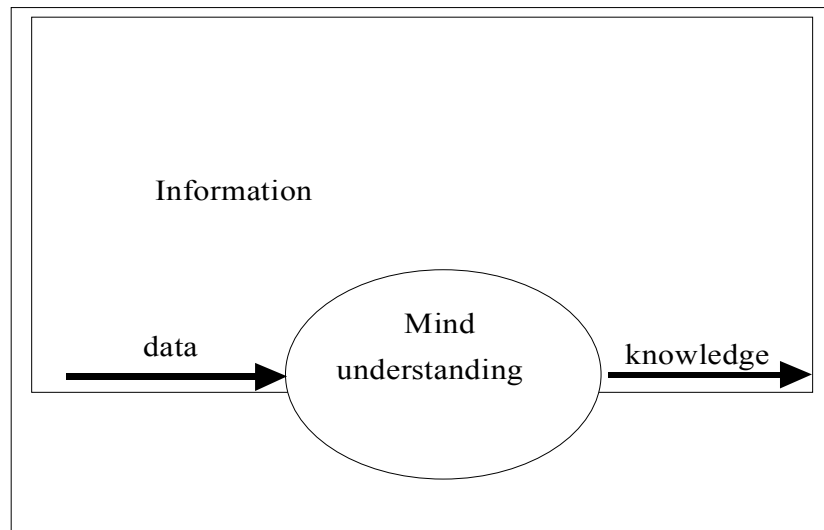 Information
Mind
understanding
data
knowledge